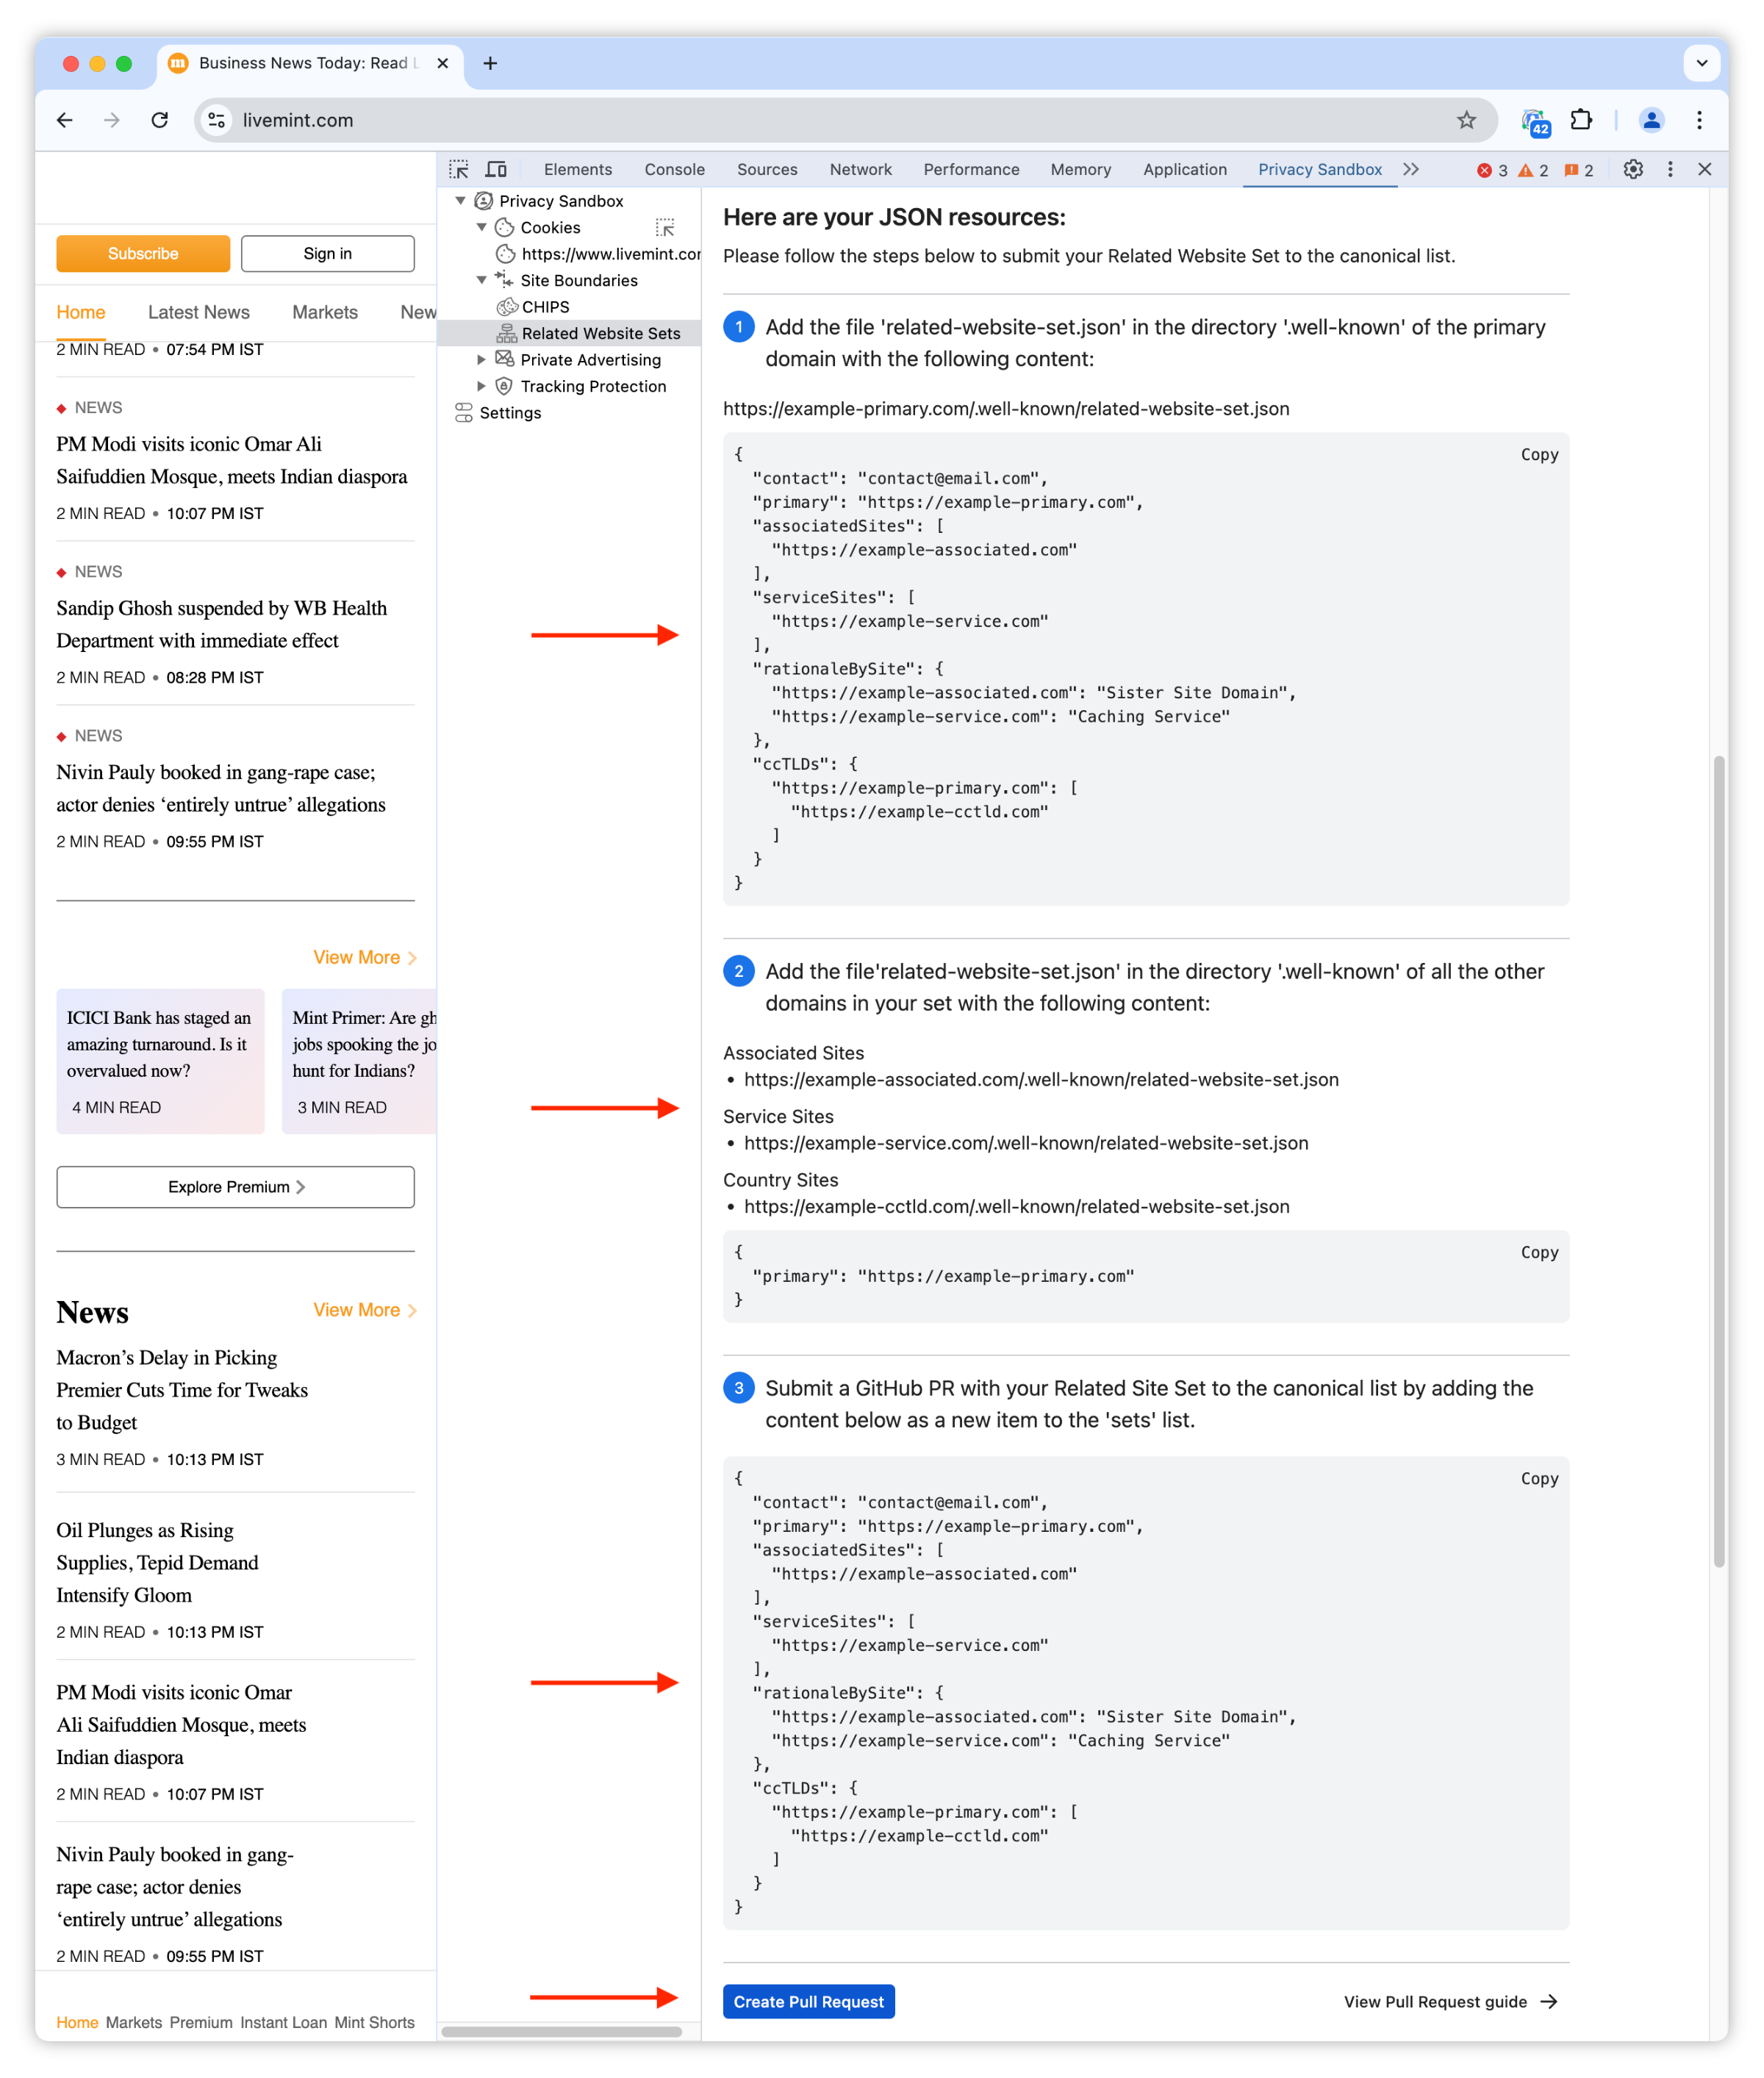 Business News Today: Read L
livemint.com
42
Elements Console Sources Network Performance Memory Application Privacy Sandbox 3 2 2
Subscribe
Sign in
Home Latest News Markets New
2 MIN READ • 07:54 PM IST
NEWS
PM Modi visits iconic Omar Ali
Saifuddien Mosque, meets Indian diaspora
2 MIN READ • 10:07 PM IST
NEWS
Sandip Ghosh suspended by WB Health
Department with immediate effect
2 MIN READ • 08:28 PM IST
NEWS
Nivin Pauly booked in gang-rape case;
actor denies ‘entirely untrue’ allegations
2 MIN READ • 09:55 PM IST
View More
ICICI Bank has staged an
amazing turnaround. Is it
overvalued now?
4 MIN READ
Mint Primer: Are gh
jobs spooking the jo
hunt for Indians?
3 MIN READ
Explore Premium
News
View More
Macron’s Delay in Picking
Premier Cuts Time for Tweaks
to Budget
3 MIN READ • 10:13 PM IST
Oil Plunges as Rising
Supplies, Tepid Demand
Intensify Gloom
2 MIN READ • 10:13 PM IST
PM Modi visits iconic Omar
Ali Saifuddien Mosque, meets
Indian diaspora
2 MIN READ • 10:07 PM IST
Nivin Pauly booked in gang-
rape case; actor denies
‘entirely untrue’ allegations
2 MIN READ • 09:55 PM IST
Home Markets Premium Instant Loan Mint Shorts
Privacy Sandbox
Cookies
https://www.livemint.cor
Site Boundaries
CHIPS
Related Website Sets
Private Advertising
Tracking Protection
Settings
Here are your JSON resources:
Please follow the steps below to submit your Related Website Set to the canonical list.
1 Add the file 'related-website-set.json' in the directory '.well-known' of the primary
domain with the following content:
https://example-primary.com/.well-known/related-website-set.json
Copy
{
"contact": "contact@email.com",
"primary": "https://example-primary.com",
"associatedSites": [
"https://example-associated.com"
],
"serviceSites": [
"https://example-service.com"
],
"rationaleBySite": {
"https://example-associated.com": "Sister Site Domain",
"https://example-service.com": "Caching Service"
},
"ccTLDs": {
"https://example-primary.com": [
"https://example-cctld.com"
]
}
}
2 Add the file'related-website-set.json' in the directory '.well-known' of all the other
domains in your set with the following content:
Associated Sites
• https://example-associated.com/.well-known/related-website-set.json
Service Sites
• https://example-service.com/.well-known/related-website-set.json
Country Sites
• https://example-cctld.com/.well-known/related-website-set.json
Copy
{
"primary": "https://example-primary.com"
}
3 Submit a GitHub PR with your Related Site Set to the canonical list by adding the
content below as a new item to the 'sets' list.
Copy
{
"contact": "contact@email.com",
"primary": "https://example-primary.com",
"associatedSites": [
"https://example-associated.com"
],
"serviceSites": [
"https://example-service.com"
],
"rationaleBySite": {
"https://example-associated.com": "Sister Site Domain",
"https://example-service.com": "Caching Service"
},
"ccTLDs": {
"https://example-primary.com": [
"https://example-cctld.com"
]
}
}
Create Pull Request
View Pull Request guide